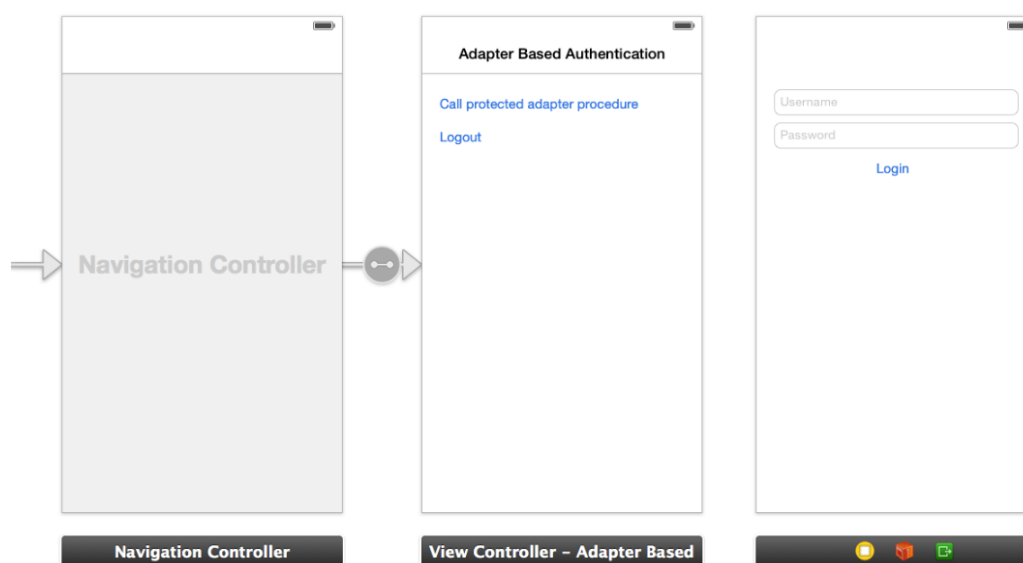 Adapter Based Authentication
Call protected adapter procedure
Logout
Username
Password
Login
Navigation Controller
Navigation Controller
View Controller – Adapter Based